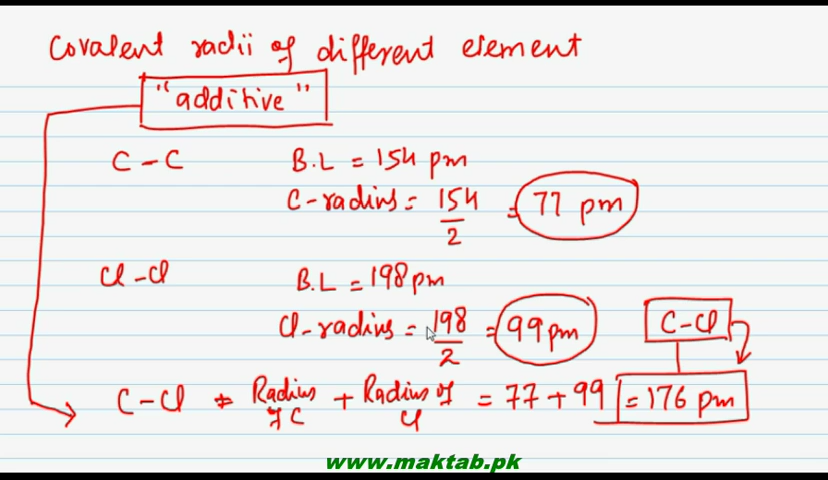 Covalent radii of different element
"additive"
C - C B.L = 154 pm
C-radius = 154/2 = 77 pm
Cl - Cl B.L = 198 pm
Cl-radius = 198/2 = 99 pm C-Cl
C-Cl = Radius of C + Radius of Cl = 77 + 99 = 176 pm
www.maktab.pk